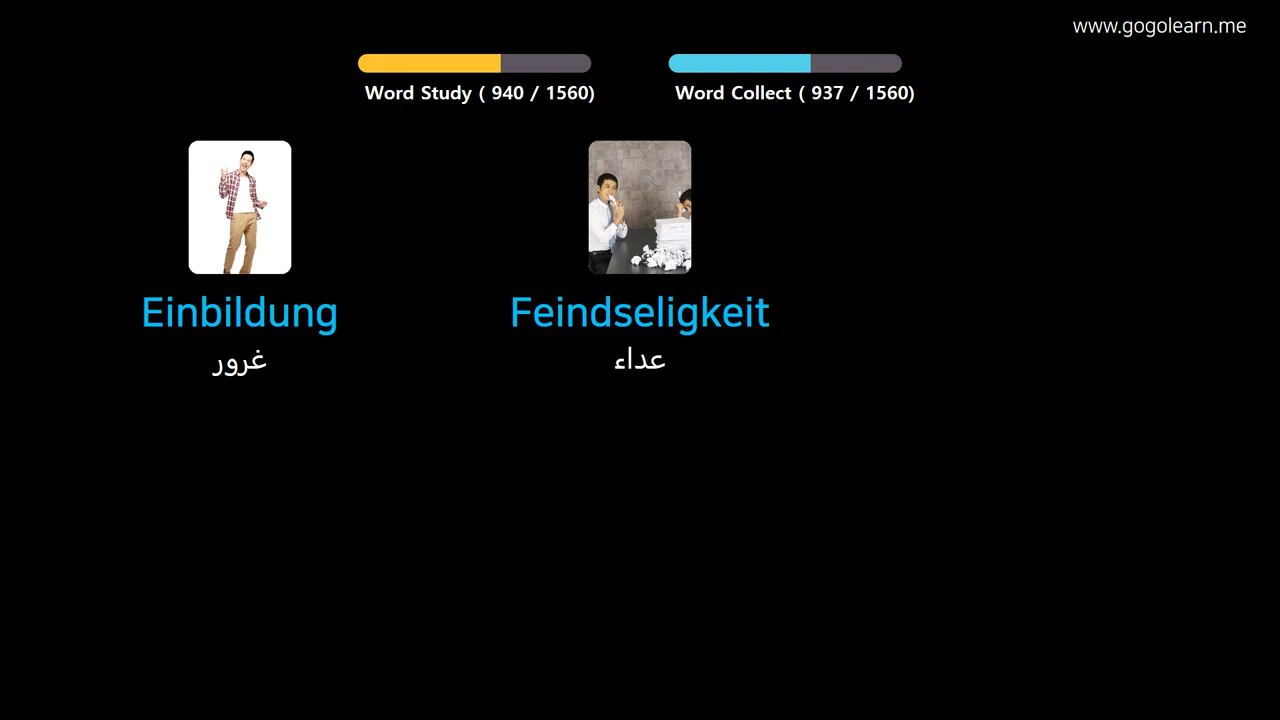 www.gogolearn.me
Word Study ( 940 / 1560)
Word Collect ( 937 / 1560)
Einbildung
غرور
Feindseligkeit
عداء